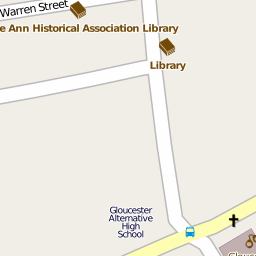 Warren Street
e Ann Historical Association Library
Library
Gloucester
Alternative
High
School